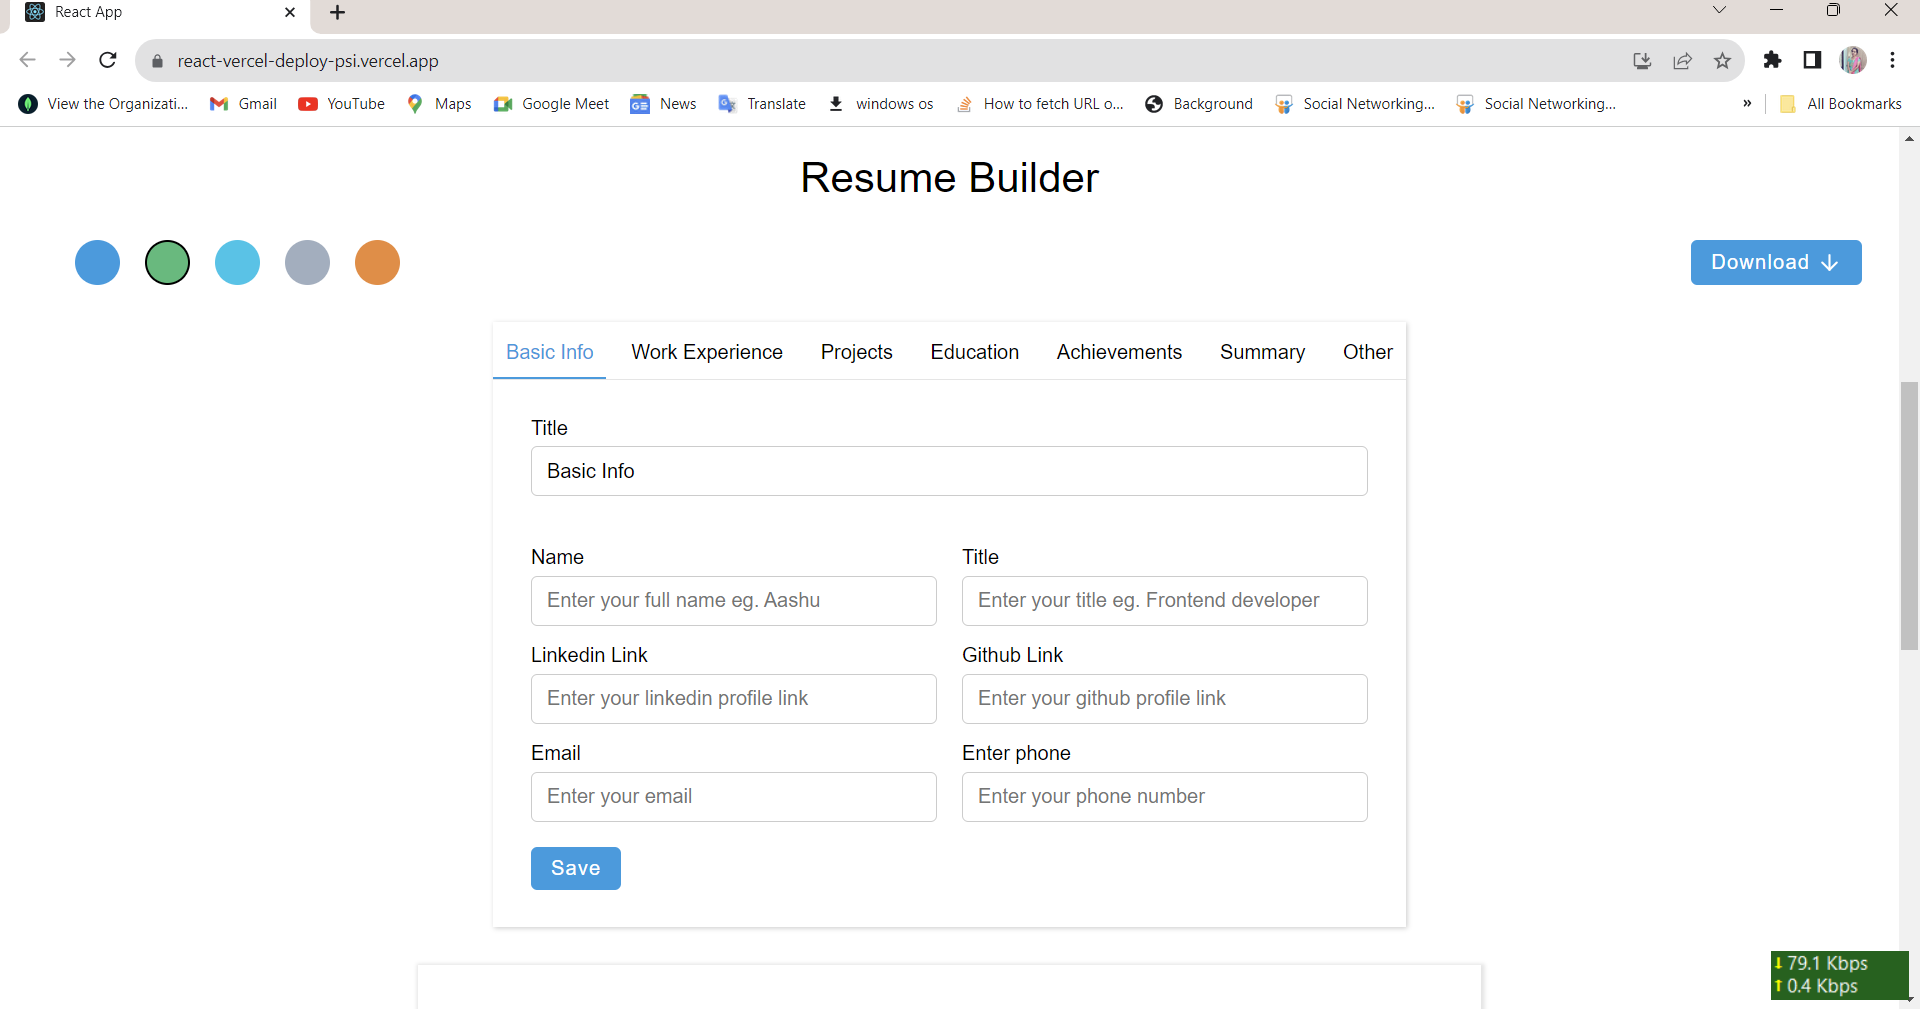 React App
react-vercel-deploy-psi.vercel.app
View the Organizati... Gmail YouTube Maps Google Meet News Translate windows os How to fetch URL o... Background Social Networking... Social Networking... » All Bookmarks
Resume Builder
Download ↓
Basic Info Work Experience Projects Education Achievements Summary Other
Title
Basic Info
Name Title
Enter your full name eg. Aashu Enter your title eg. Frontend developer
Linkedin Link Github Link
Enter your linkedin profile link Enter your github profile link
Email Enter phone
Enter your email Enter your phone number
Save
↓ 79.1 Kbps
↑ 0.4 Kbps